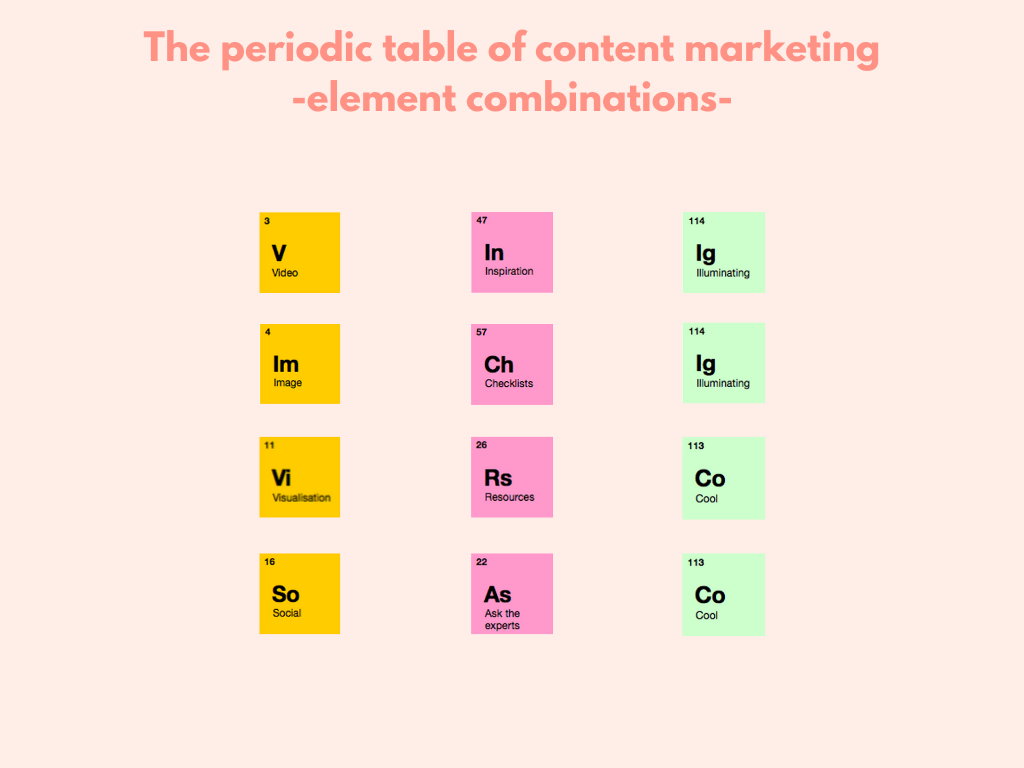 The periodic table of content marketing
-element combinations-
3
V
Video
47
In
Inspiration
114
Ig
Illuminating
4
Im
Image
57
Ch
Checklists
114
Ig
Illuminating
11
Vi
Visualisation
26
Rs
Resources
113
Co
Cool
16
So
Social
22
As
Ask the
experts
113
Co
Cool